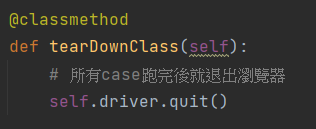 @classmethod
def tearDownClass(self):
    # 所有case跑完後就退出瀏覽器
    self.driver.quit()